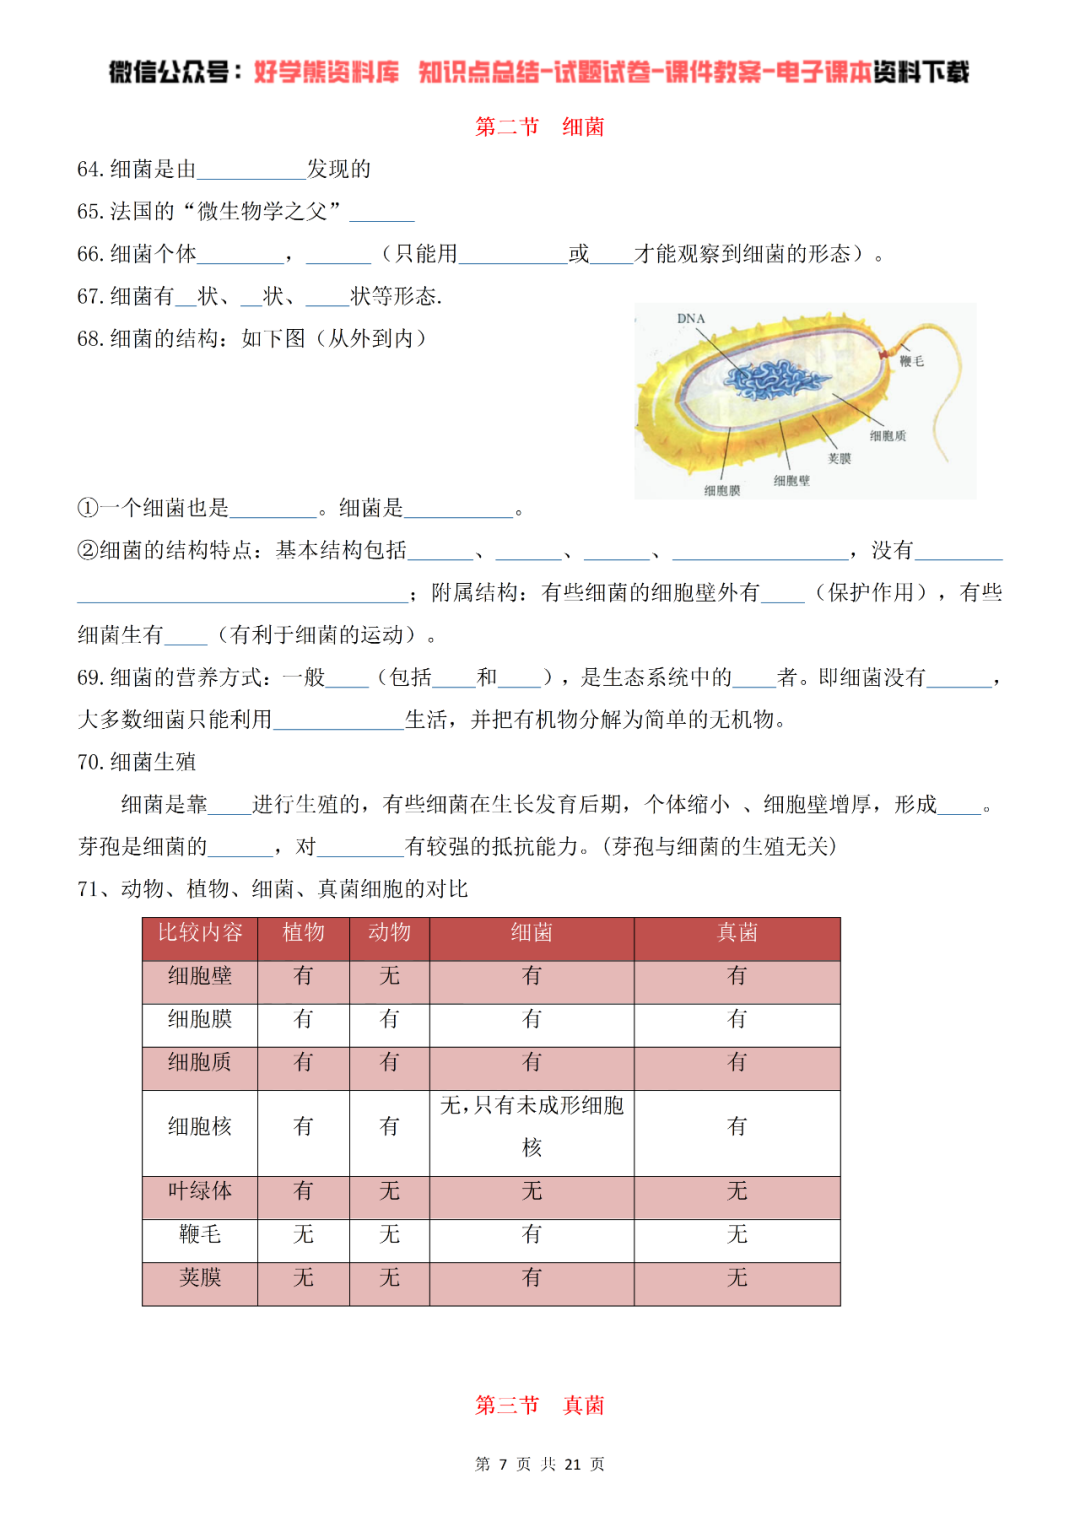 微信公众号：好学熊资料库 知识点总结-试题试卷-课件教案-电子课本资料下载
第二节 细菌
64.细菌是由__________发现的
65.法国的“微生物学之父”______
66.细菌个体________，______（只能用__________或____才能观察到细菌的形态）。
67.细菌有__状、__状、____状等形态.
68.细菌的结构：如下图（从外到内）
DNA
鞭毛
细胞质
荚膜
细胞壁
细胞膜
①一个细菌也是________。细菌是__________。
②细菌的结构特点：基本结构包括______、______、______、________________，没有________
______________________________；附属结构：有些细菌的细胞壁外有____（保护作用），有些
细菌生有____（有利于细菌的运动）。
69.细菌的营养方式：一般____（包括____和____），是生态系统中的____者。即细菌没有______，
大多数细菌只能利用____________生活，并把有机物分解为简单的无机物。
70.细菌生殖
细菌是靠____进行生殖的，有些细菌在生长发育后期，个体缩小 、细胞壁增厚，形成____。
芽孢是细菌的______，对________有较强的抵抗能力。(芽孢与细菌的生殖无关)
71、动物、植物、细菌、真菌细胞的对比
比较内容 植物 动物 细菌 真菌
细胞壁 有 无 有 有
细胞膜 有 有 有 有
细胞质 有 有 有 有
细胞核 有 有 无,只有未成形细胞核 有
叶绿体 有 无 无 无
鞭毛 无 无 有 无
荚膜 无 无 有 无
第三节 真菌
第 7 页 共 21 页